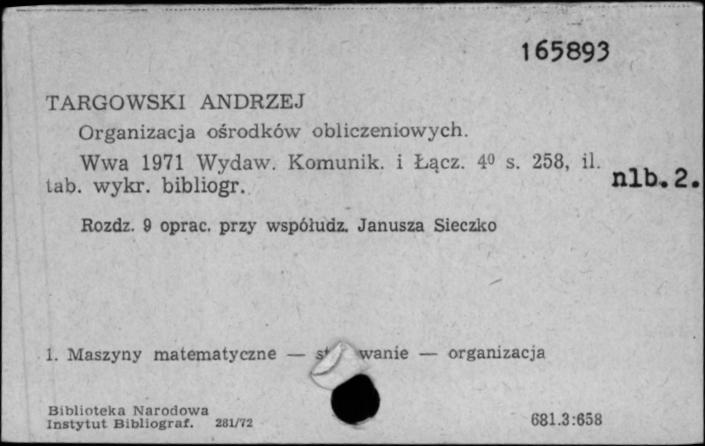 165893
TARGOWSKI ANDRZEJ
Organizacja ośrodków obliczeniowych.
Wwa 1971 Wydaw. Komunik. i Łącz. 4⁰ s. 258, il. nlb. 2.
tab. wykr. bibliogr.
Rozdz. 9 oprac. przy współudz. Janusza Sieczko
1. Maszyny matematyczne — — organizacja
Biblioteka Narodowa
Instytut Bibliograf. 281/72
681.3:658